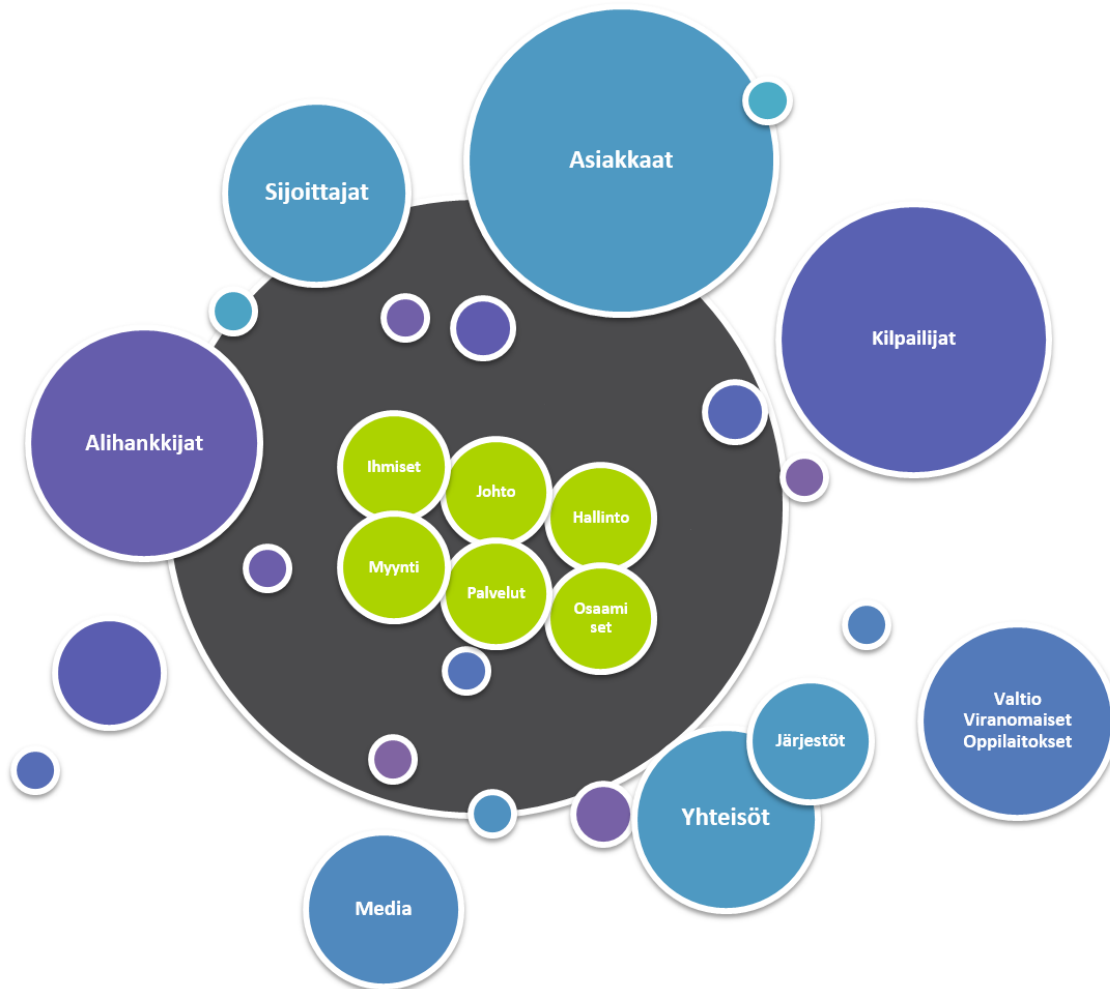 Asiakkaat
Sijoittajat
Kilpailijat
Alihankkijat
Ihmiset
Johto
Hallinto
Myynti
Palvelut
Osaami
set
Valtio
Viranomaiset
Oppilaitokset
Järjestöt
Yhteisöt
Media